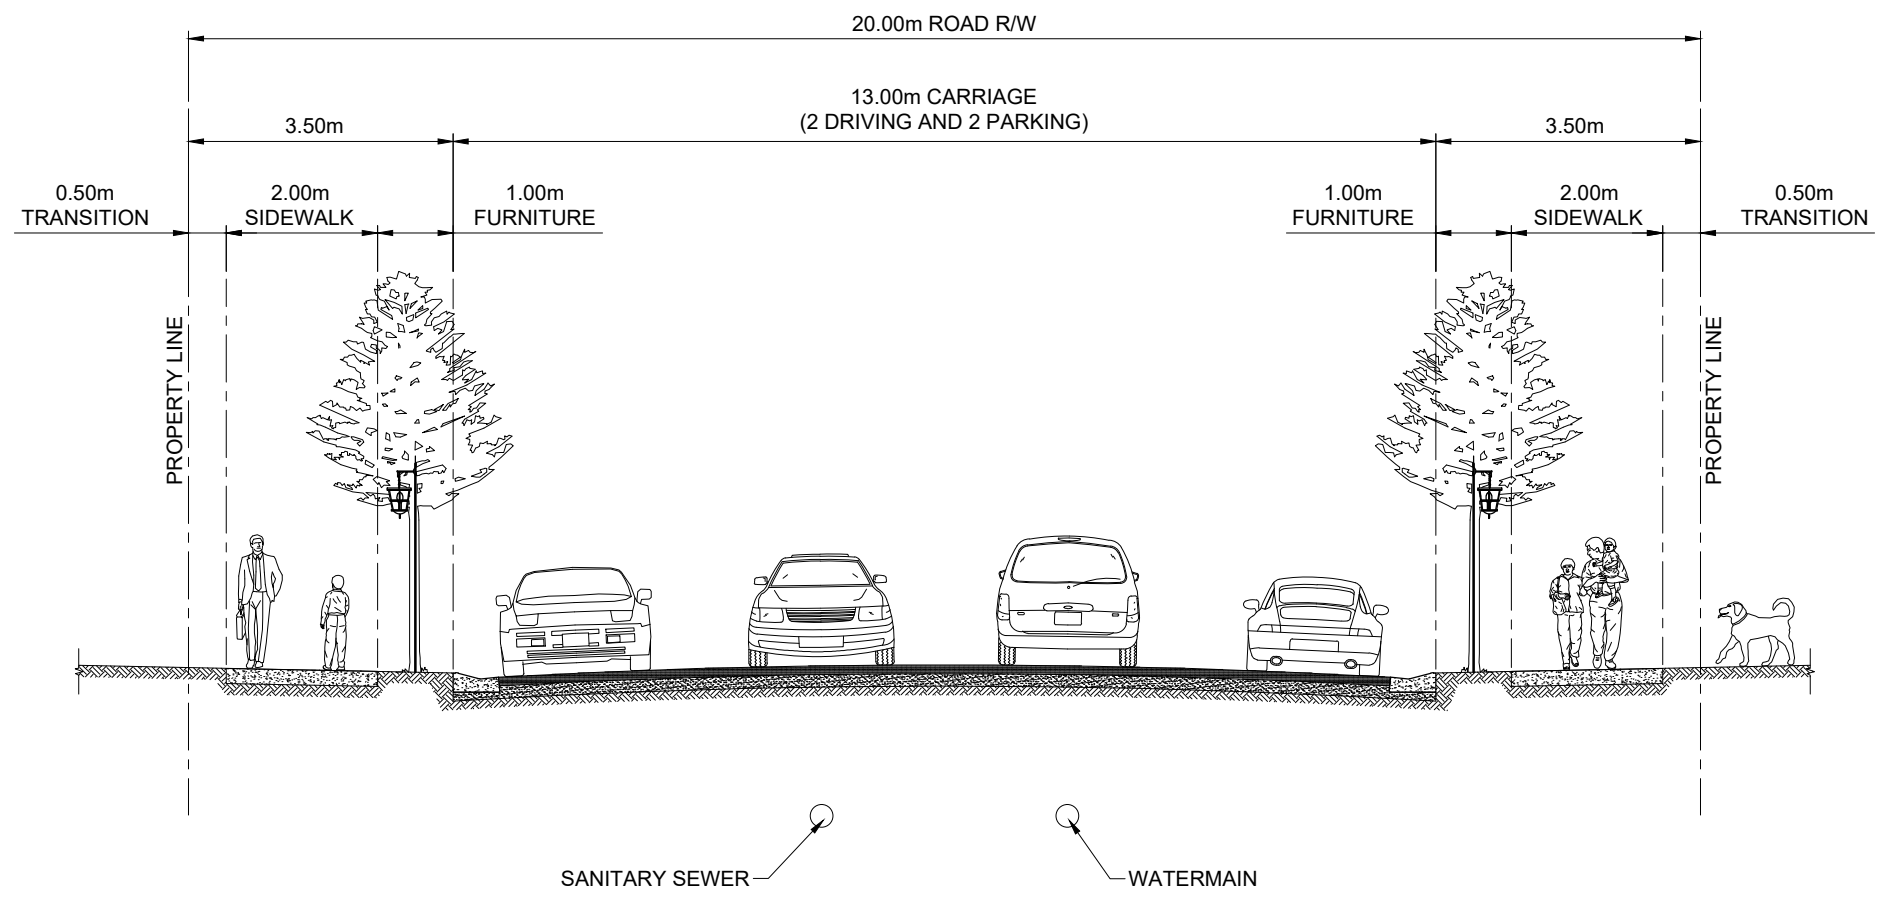 20.00m ROAD R/W
13.00m CARRIAGE
(2 DRIVING AND 2 PARKING)
3.50m
3.50m
0.50m
TRANSITION
2.00m
SIDEWALK
1.00m
FURNITURE
1.00m
FURNITURE
2.00m
SIDEWALK
0.50m
TRANSITION
PROPERTY LINE
PROPERTY LINE
SANITARY SEWER
WATERMAIN